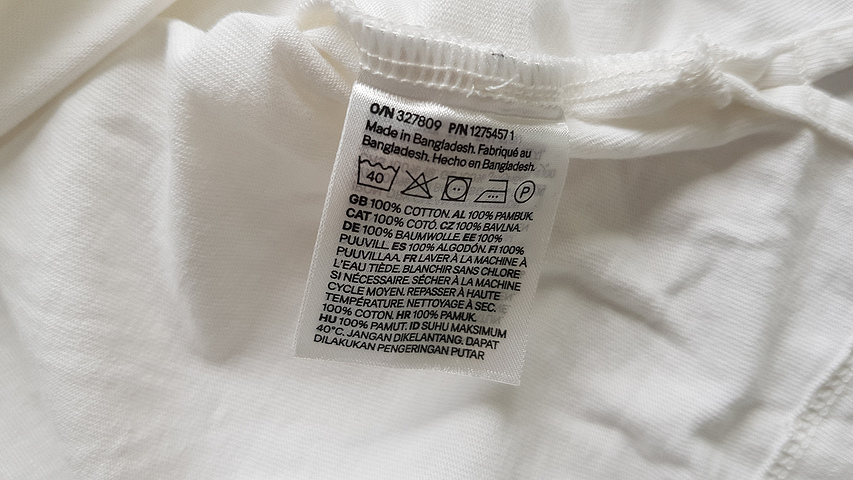 O/N 327809 P/N 1275457 1
Made in Bangladesh. Fabriqué au
Bangladesh. Hecho en Bangladesh.
40 P
GB 100% COTTON. AL 100% PAMBUK.
CAT 100% COTÓ. CZ 100% BAVLNA.
DE 100% BAUMWOLLE. EE 100%
PUUVILL. ES 100% ALGODÓN. FI 100%
PUUVILLAA. FR LAVER À LA MACHINE À
L'EAU TIÈDE. BLANCHIR SANS CHLORE
SI NÉCESSAIRE. SÉCHER À LA MACHINE
CYCLE MOYEN. REPASSER À HAUTE
TEMPÉRATURE. NETTOYAGE À SEC.
100% COTON. HR 100% PAMUK.
HU 100% PAMUT. ID SUHU MAKSIMUM
40°C. JANGAN DIKELANTANG. DAPAT
DILAKUKAN PENGERINGAN PUTAR